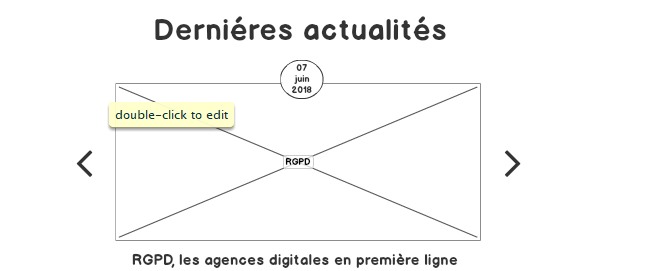 Derniéres actualités
07
juin
2018
double-click to edit
RGPD
RGPD, les agences digitales en première ligne